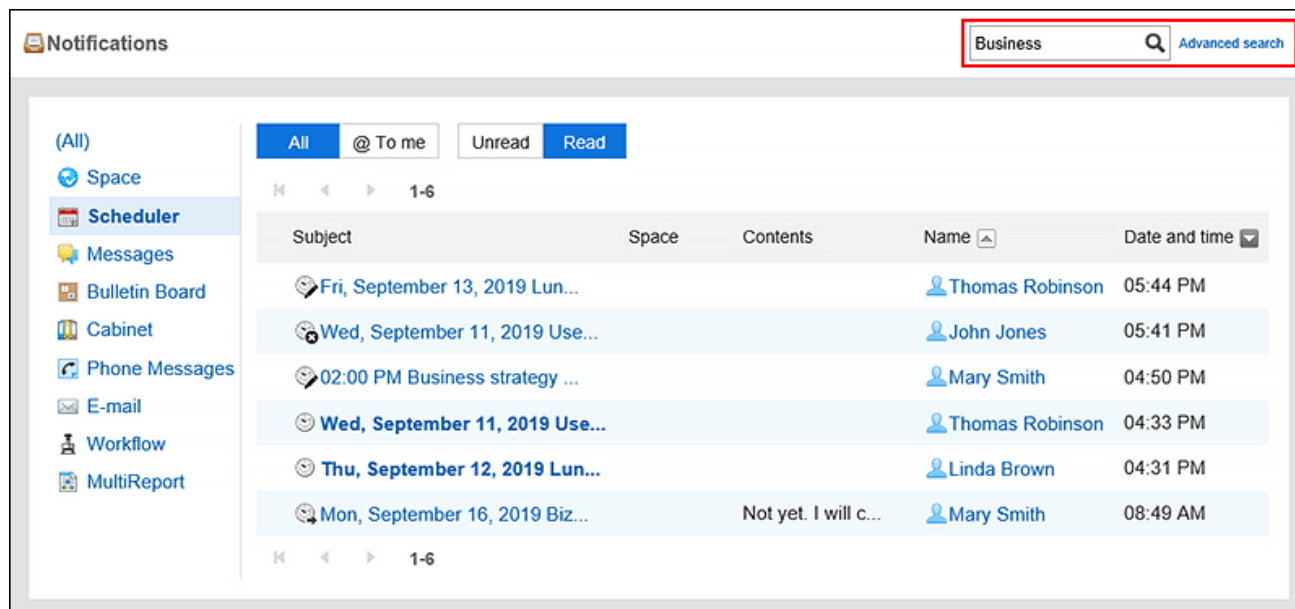 Notifications
Business
Advanced search
(All)
Space
Scheduler
Messages
Bulletin Board
Cabinet
Phone Messages
E-mail
Workflow
MultiReport
All @ To me Unread Read
1-6
Subject Space Contents Name Date and time
Fri, September 13, 2019 Lun... Thomas Robinson 05:44 PM
Wed, September 11, 2019 Use... John Jones 05:41 PM
02:00 PM Business strategy ... Mary Smith 04:50 PM
Wed, September 11, 2019 Use... Thomas Robinson 04:33 PM
Thu, September 12, 2019 Lun... Linda Brown 04:31 PM
Mon, September 16, 2019 Biz... Not yet. I will c... Mary Smith 08:49 AM
1-6